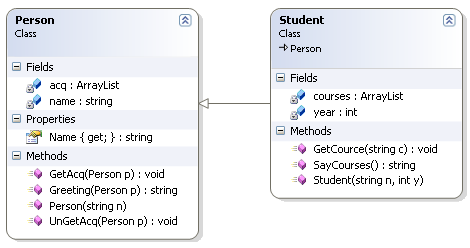 Person
Class
Fields
acq : ArrayList
name : string
Properties
Name { get; } : string
Methods
GetAcq(Person p) : void
Greeting(Person p) : string
Person(string n)
UnGetAcq(Person p) : void
Student
Class
Person
Fields
courses : ArrayList
year : int
Methods
GetCource(string c) : void
SayCourses() : string
Student(string n, int y)